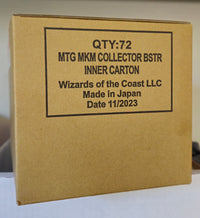 QTY:72
MTG MKM COLLECTOR BSTR
INNER CARTON
Wizards of the Coast LLC
Made in Japan
Date 11/2023